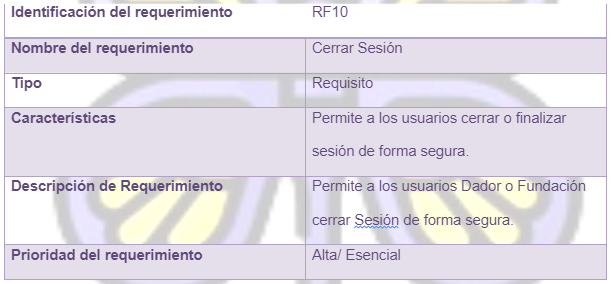 Identificación del requerimiento RF10
Nombre del requerimiento Cerrar Sesión
Tipo Requisito
Características Permite a los usuarios cerrar o finalizar
sesión de forma segura.
Descripción de Requerimiento Permite a los usuarios Dador o Fundación
cerrar Sesión de forma segura.
Prioridad del requerimiento Alta/ Esencial